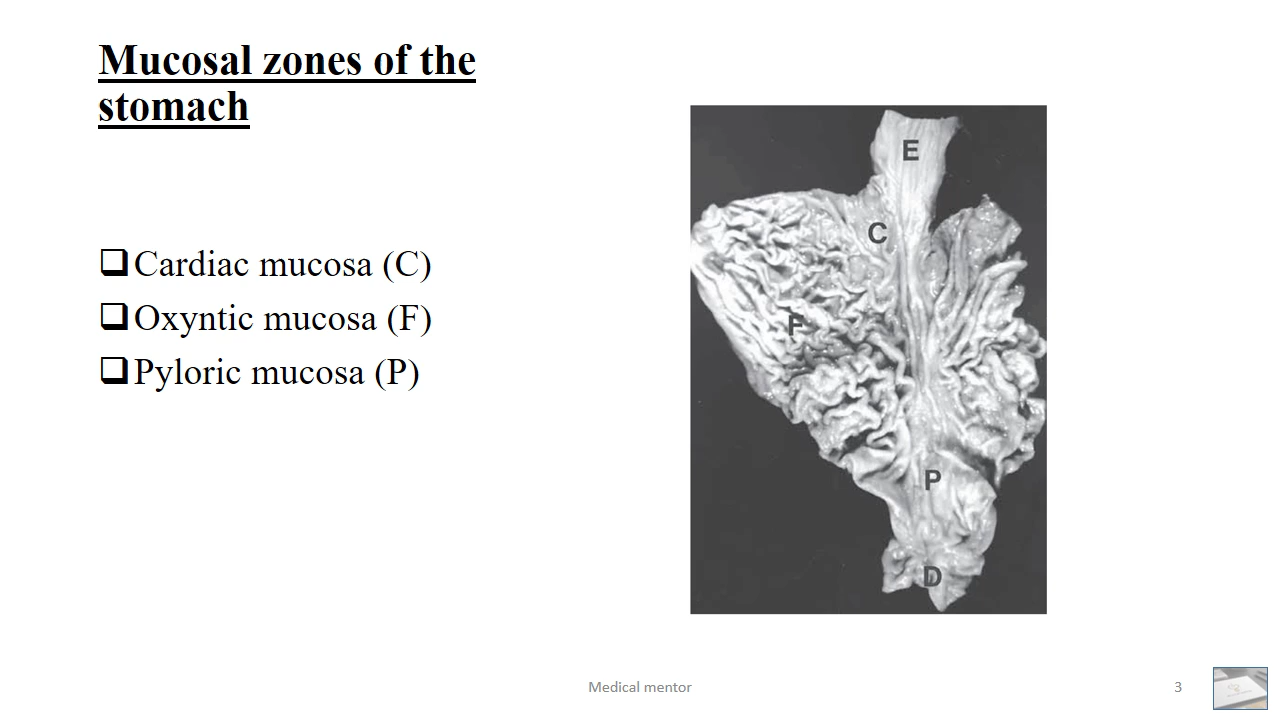 Mucosal zones of the
stomach
Cardiac mucosa (C)
Oxyntic mucosa (F)
Pyloric mucosa (P)
E
C
F
P
D
Medical mentor
3